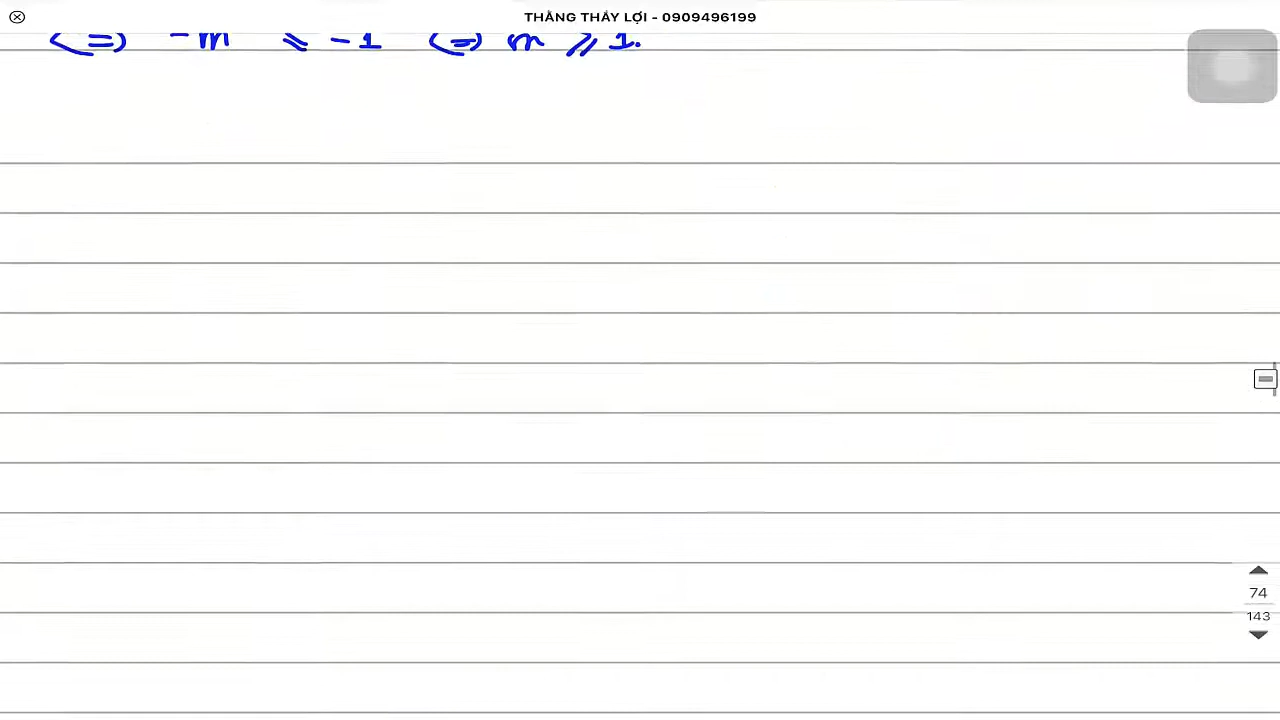 THẦNG THẦY LỢI - 0909496199
<=> -m ⩽ -1 <=> m ⩾ 1.
74
143